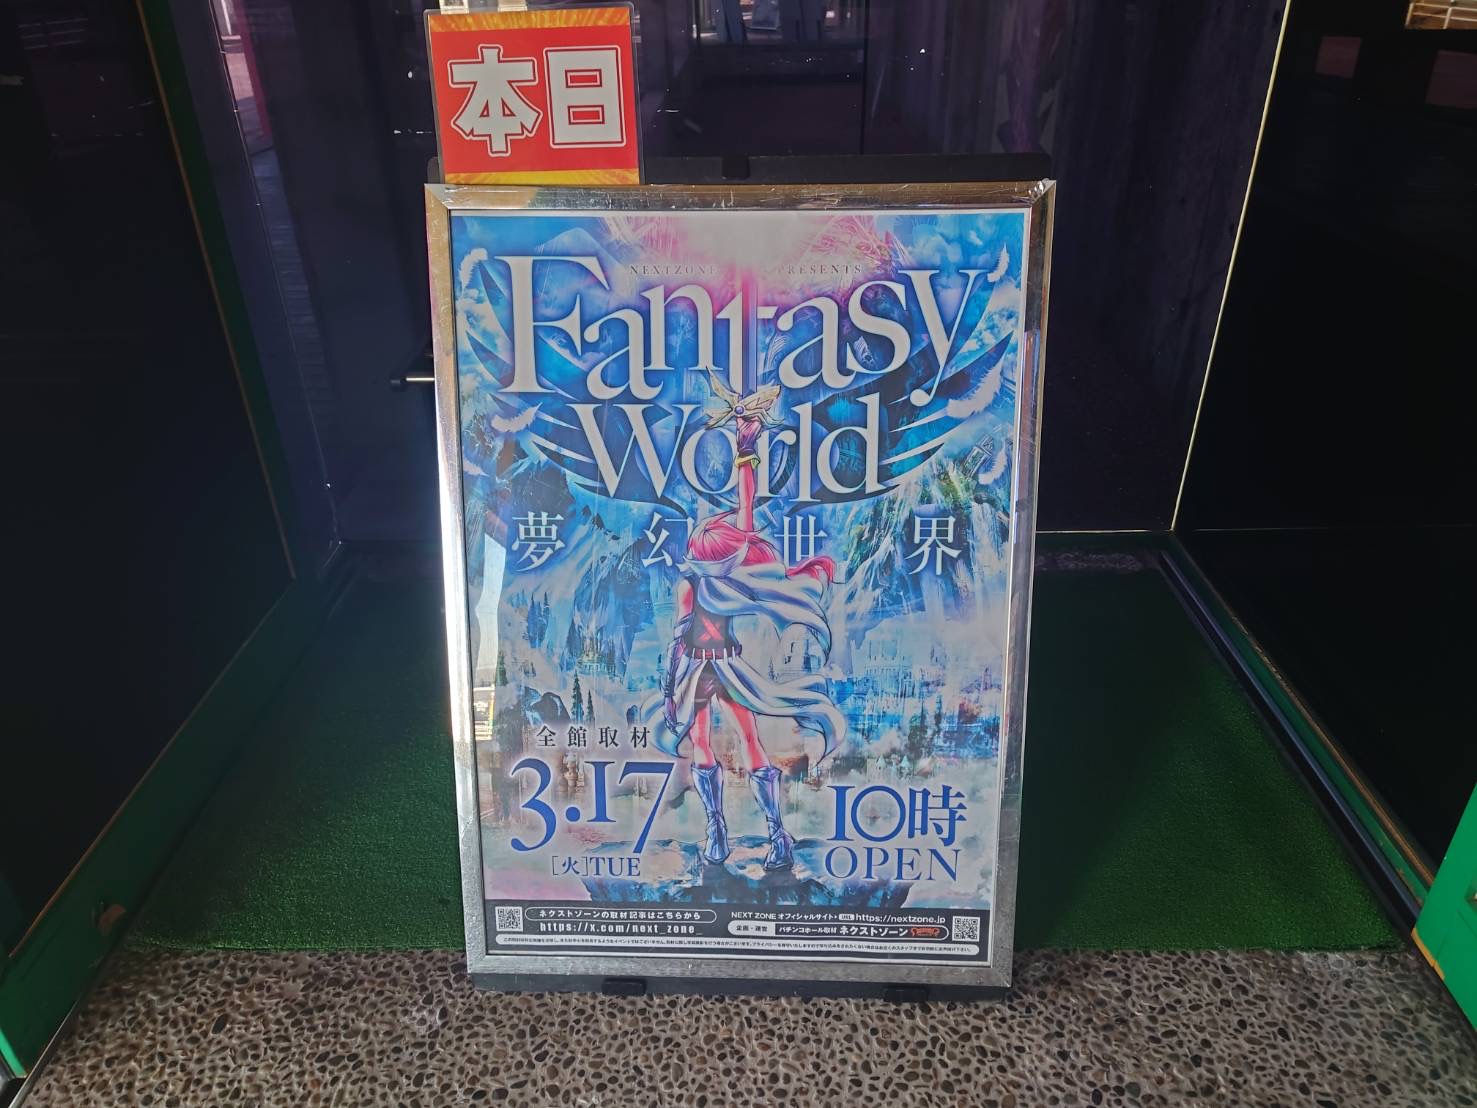 本日
NEXTZONE PRESENTS
Fantasy
World
夢幻世界
全館取材
3.17
[火]TUE
10時
OPEN
ネクストゾーンの取材記事はこちらから
https://x.com/next_zone_
NEXT ZONE オフィシャルサイト・URL https://nextzone.jp
企画・運営 パチンコホール取材 ネクストゾーン